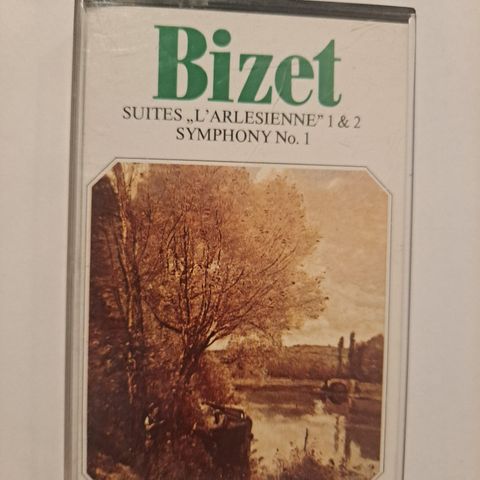 Bizet
SUITES „L'ARLESIENNE” 1 & 2
SYMPHONY No. 1